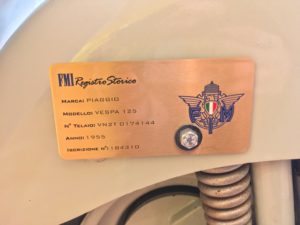 FMI Registro Storico
MARCA: PIAGGIO
MODELLO: VESPA 125
N° TELAIO: VN2T 0174144
ANNO: 1955
ISCRIZIONE N°: 184310